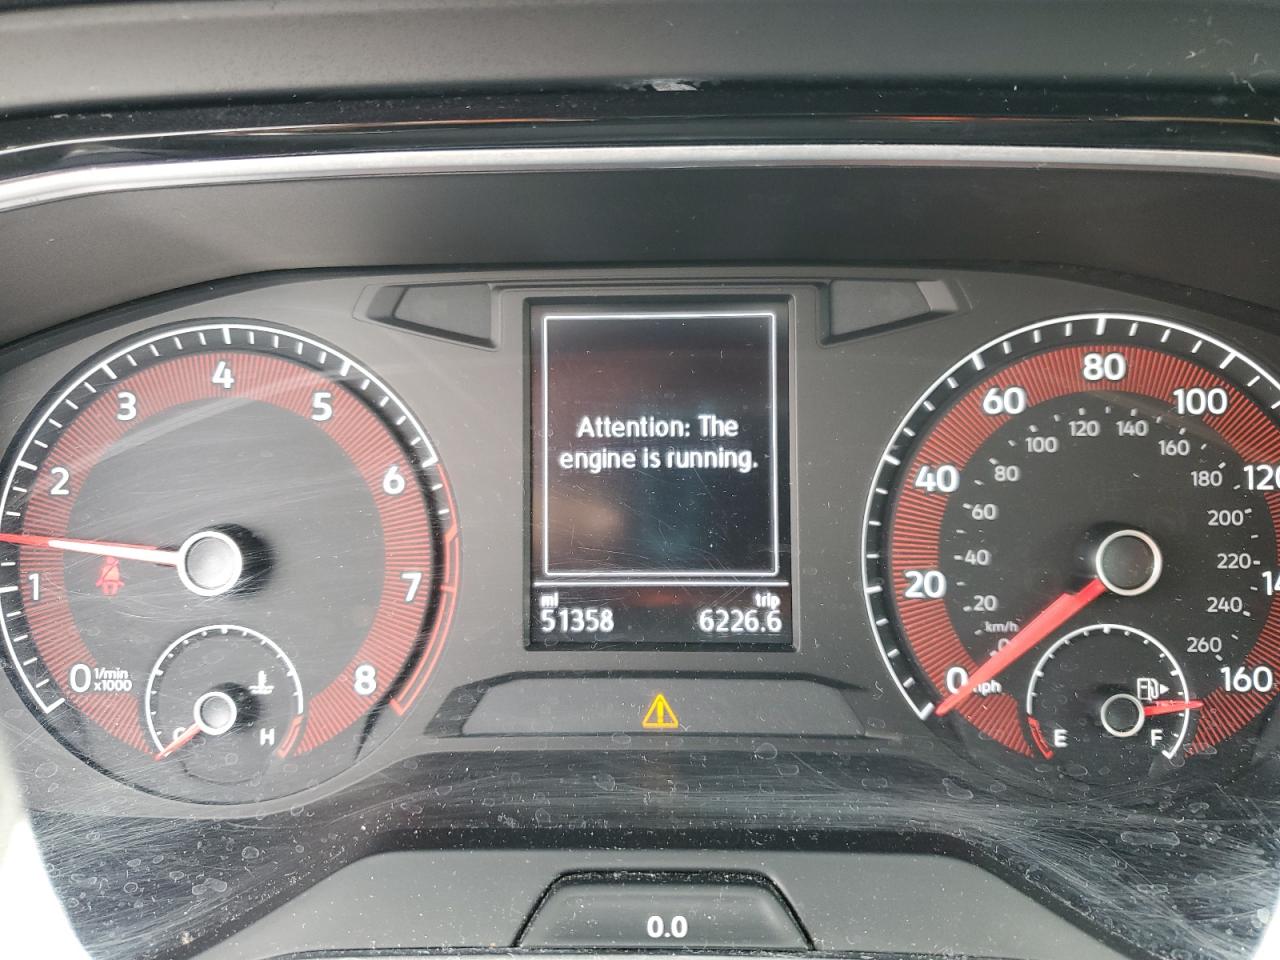 Attention: The
engine is running.
mi trip
51358 6226.6
0 1 2 3 4 5 6 7 8
1/min
x1000
C H
0 20 40 60 80 100 120 14 160
mph
20 40 60 80 100 120 140 160 180 200 220 240 260
km/h
0
E F
0.0